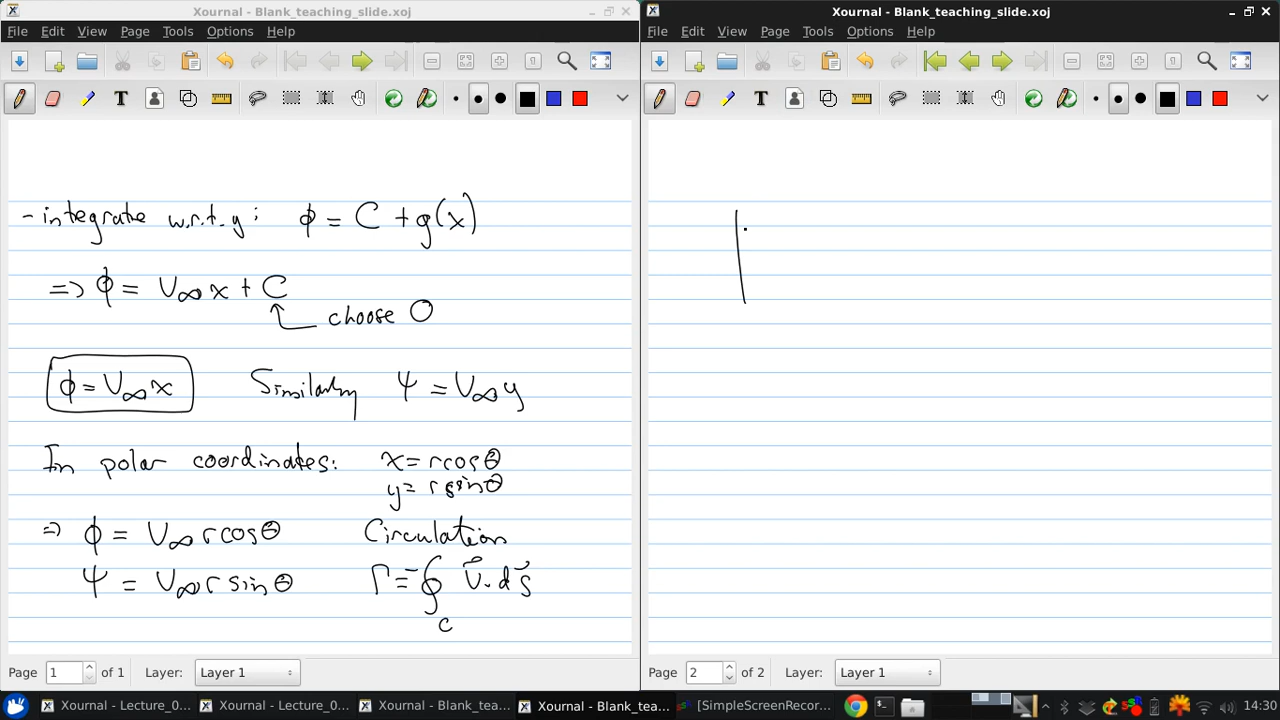 Xournal - Blank_teaching_slide.xoj
File Edit View Page Tools Options Help
- integrate w.r.t. y: ϕ = C + g(x)
=> ϕ = V∞ x + C
choose 0
ϕ = V∞ x Similarly Ψ = V∞ y
In polar coordinates: x = r cos θ
y = r sin θ
=> ϕ = V∞ r cos θ Circulation
Ψ = V∞ r sin θ Γ = -∮ V⃗ · d s⃗
C
Page 1 of 1 Layer: Layer 1
Xournal - Blank_teaching_slide.xoj
File Edit View Page Tools Options Help
Page 2 of 2 Layer: Layer 1
Xournal - Lecture_0... Xournal - Lecture_0... Xournal - Blank_tea... Xournal - Blank_tea... [SimpleScreenRecor... 14:30